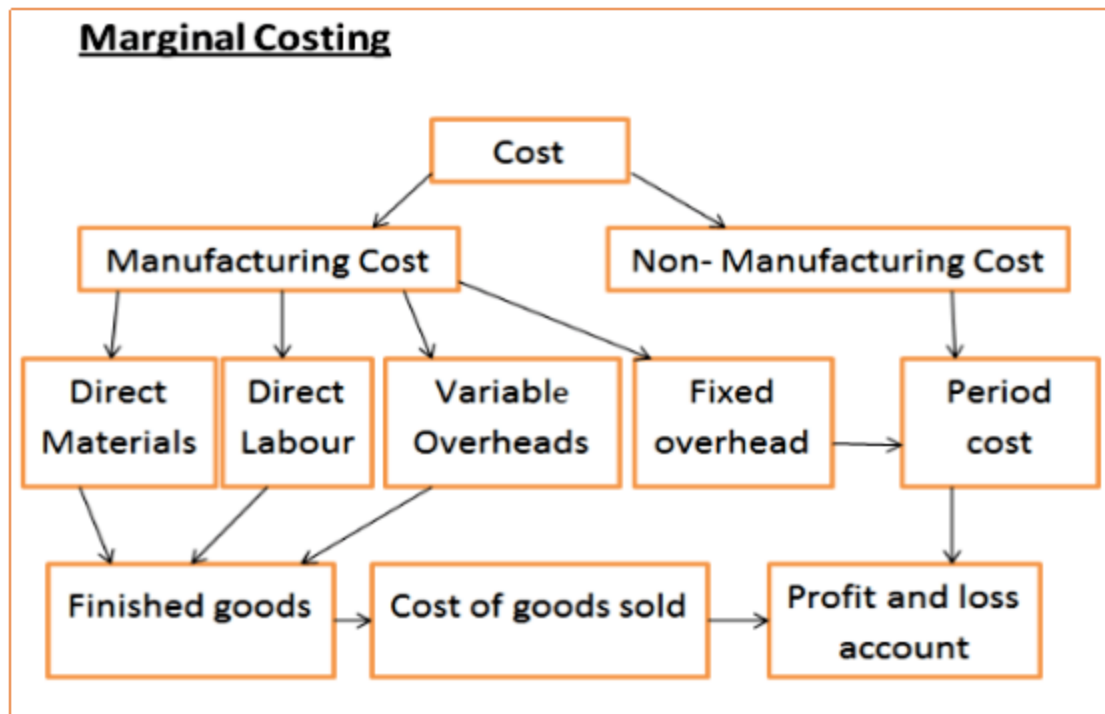 Marginal Costing
Cost
Manufacturing Cost
Non- Manufacturing Cost
Direct
Materials
Direct
Labour
Variable
Overheads
Fixed
overhead
Period
cost
Finished goods
Cost of goods sold
Profit and loss
account